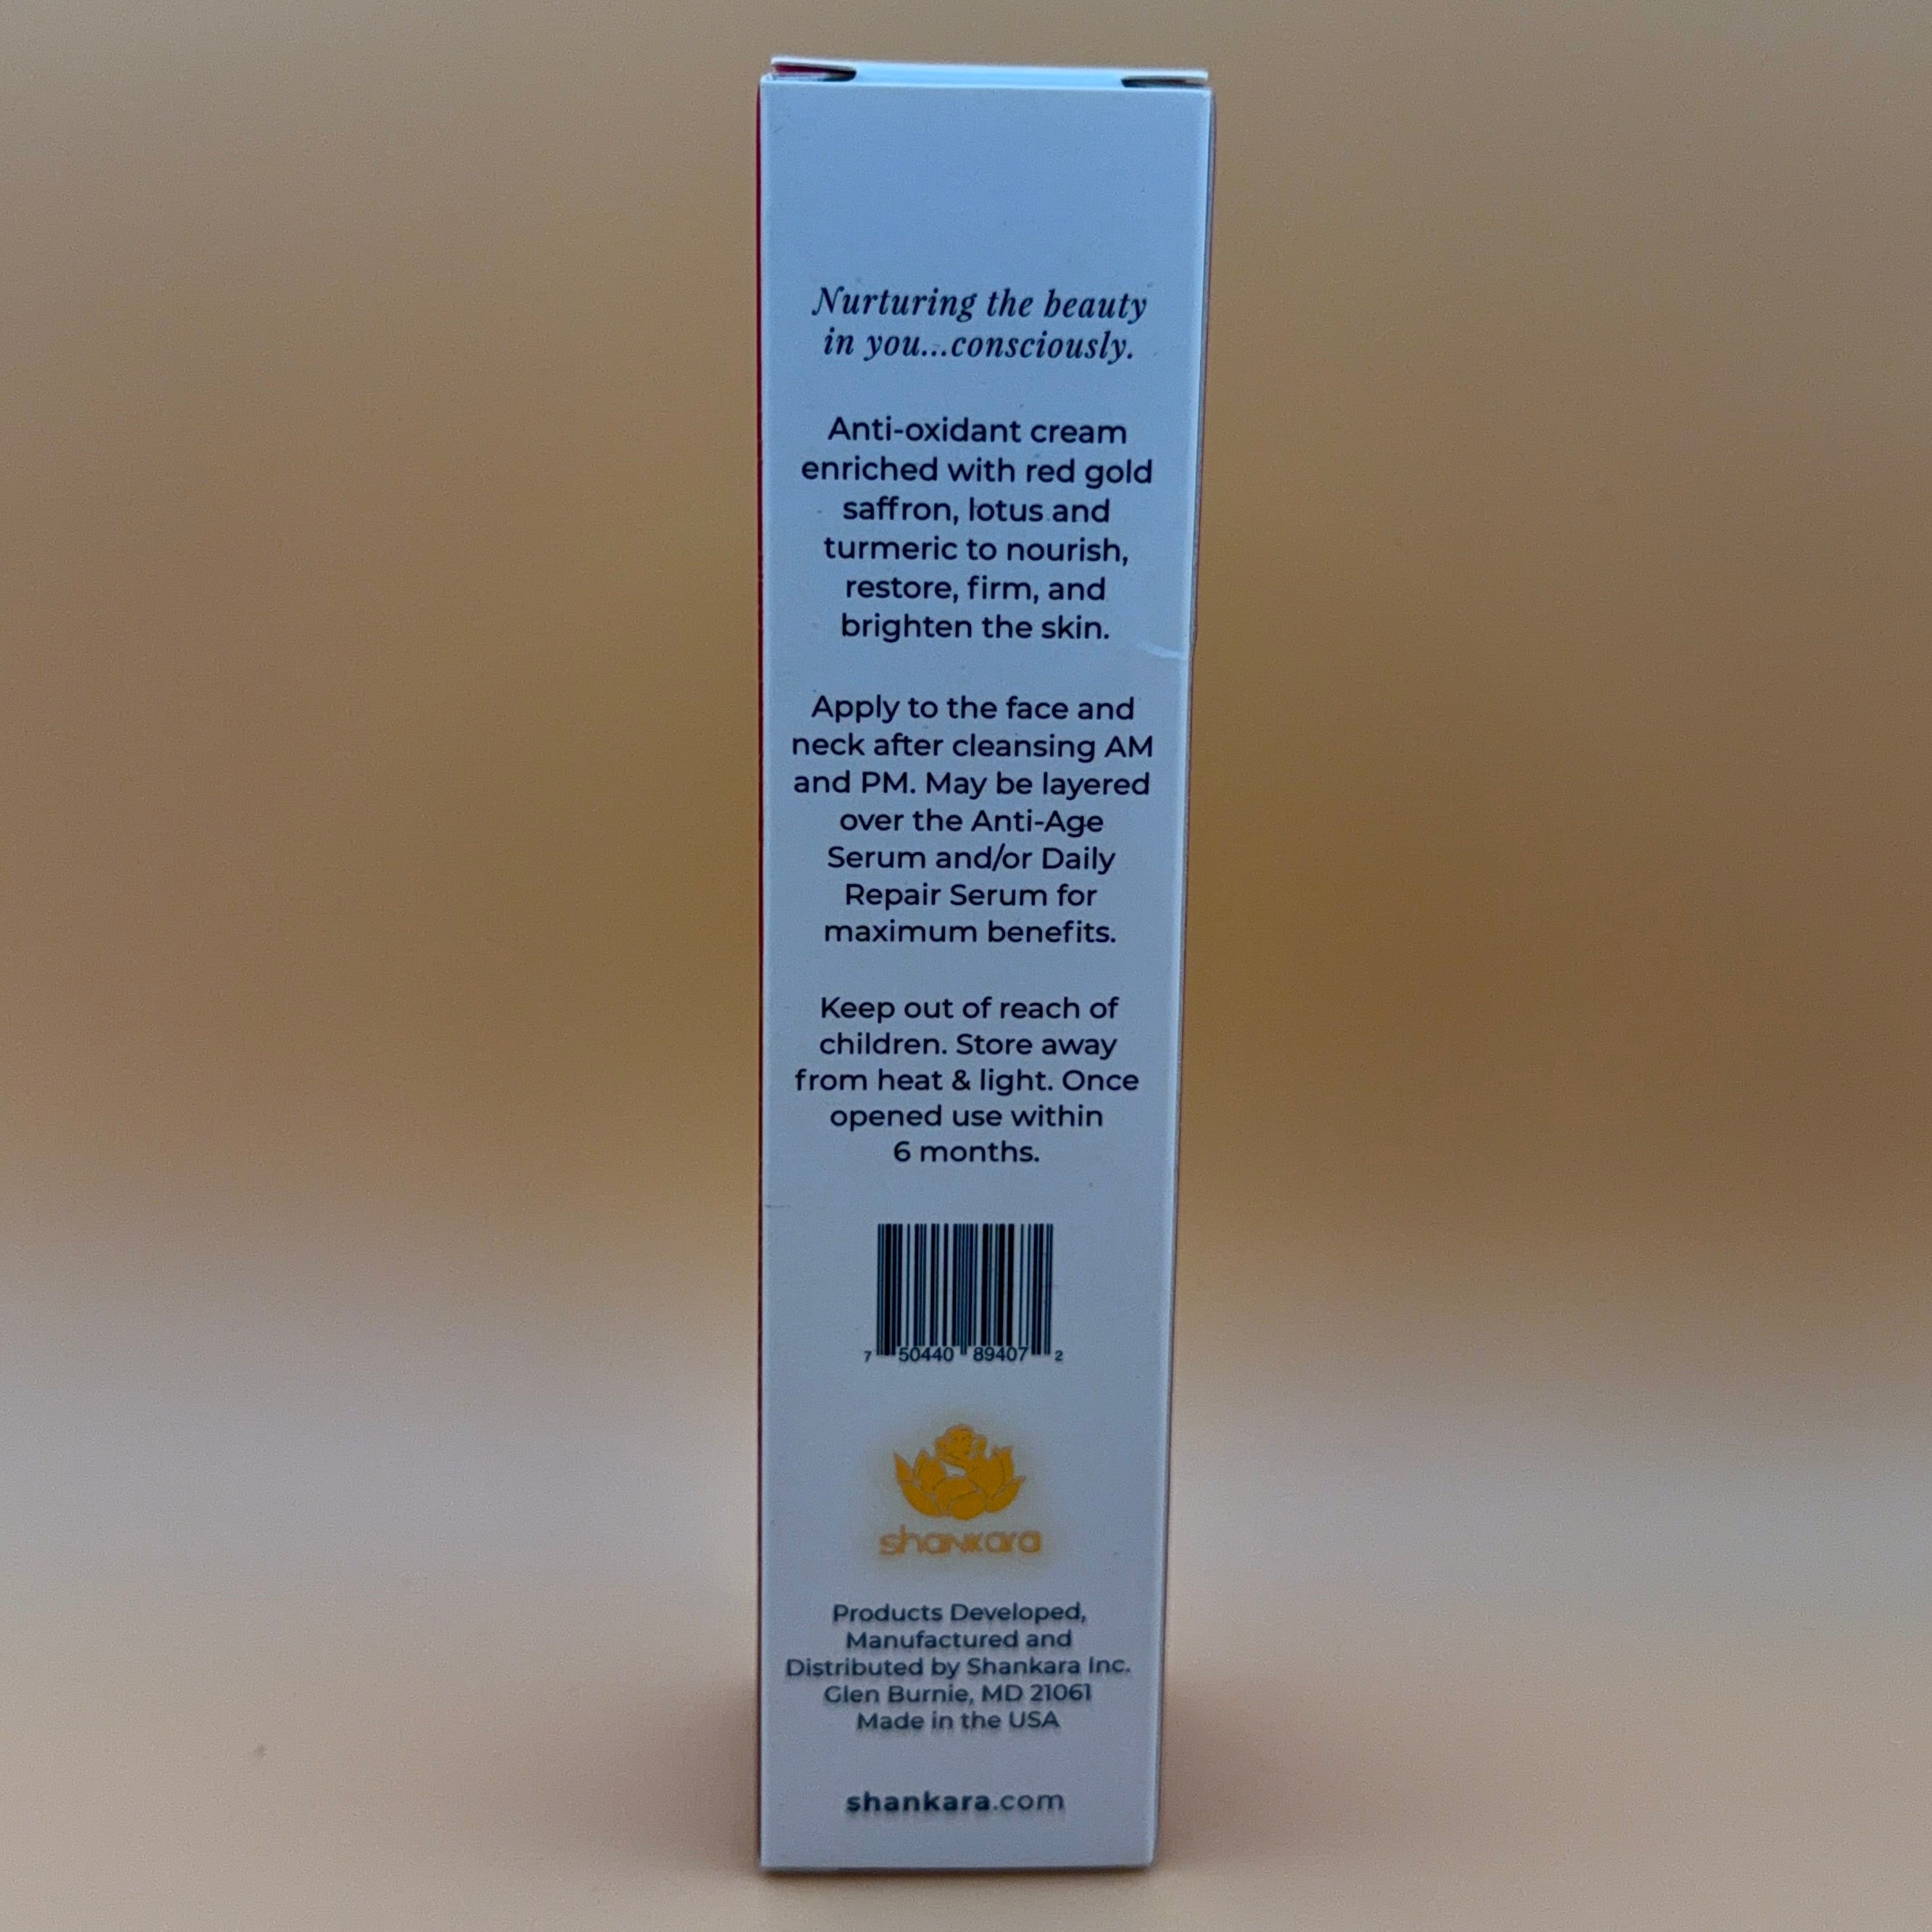 Nurturing the beauty
in you...consciously.
Anti-oxidant cream
enriched with red gold
saffron, lotus and
turmeric to nourish,
restore, firm, and
brighten the skin.
Apply to the face and
neck after cleansing AM
and PM. May be layered
over the Anti-Age
Serum and/or Daily
Repair Serum for
maximum benefits.
Keep out of reach of
children. Store away
from heat & light. Once
opened use within
6 months.
7 50440 89407 2
shankara
Products Developed,
Manufactured and
Distributed by Shankara Inc.
Glen Burnie, MD 21061
Made in the USA
shankara.com